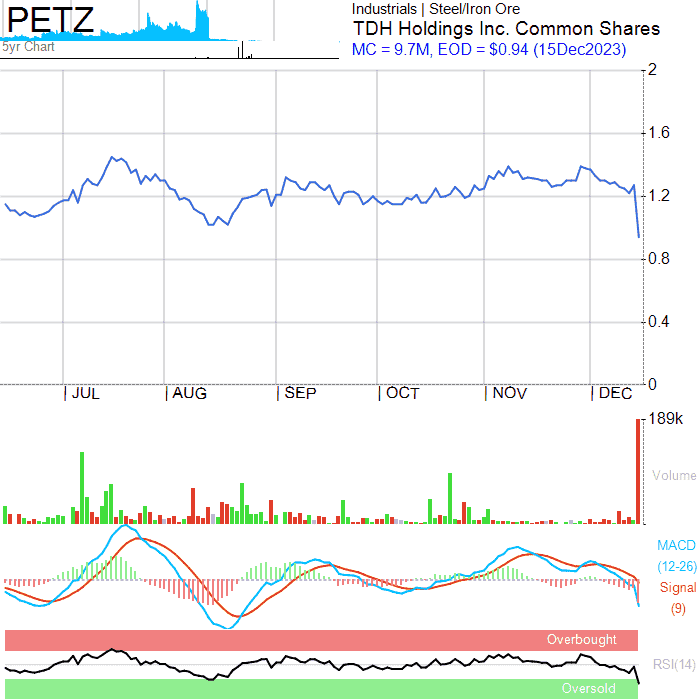 PETZ
5yr Chart
Industrials | Steel/Iron Ore
TDH Holdings Inc. Common Shares
MC = 9.7M, EOD = $0.94 (15Dec2023)
2
1.6
1.2
0.8
0.4
0
JUL
AUG
SEP
OCT
NOV
DEC
189k
Volume
MACD
(12-26)
Signal
(9)
Overbought
RSI(14)
Oversold